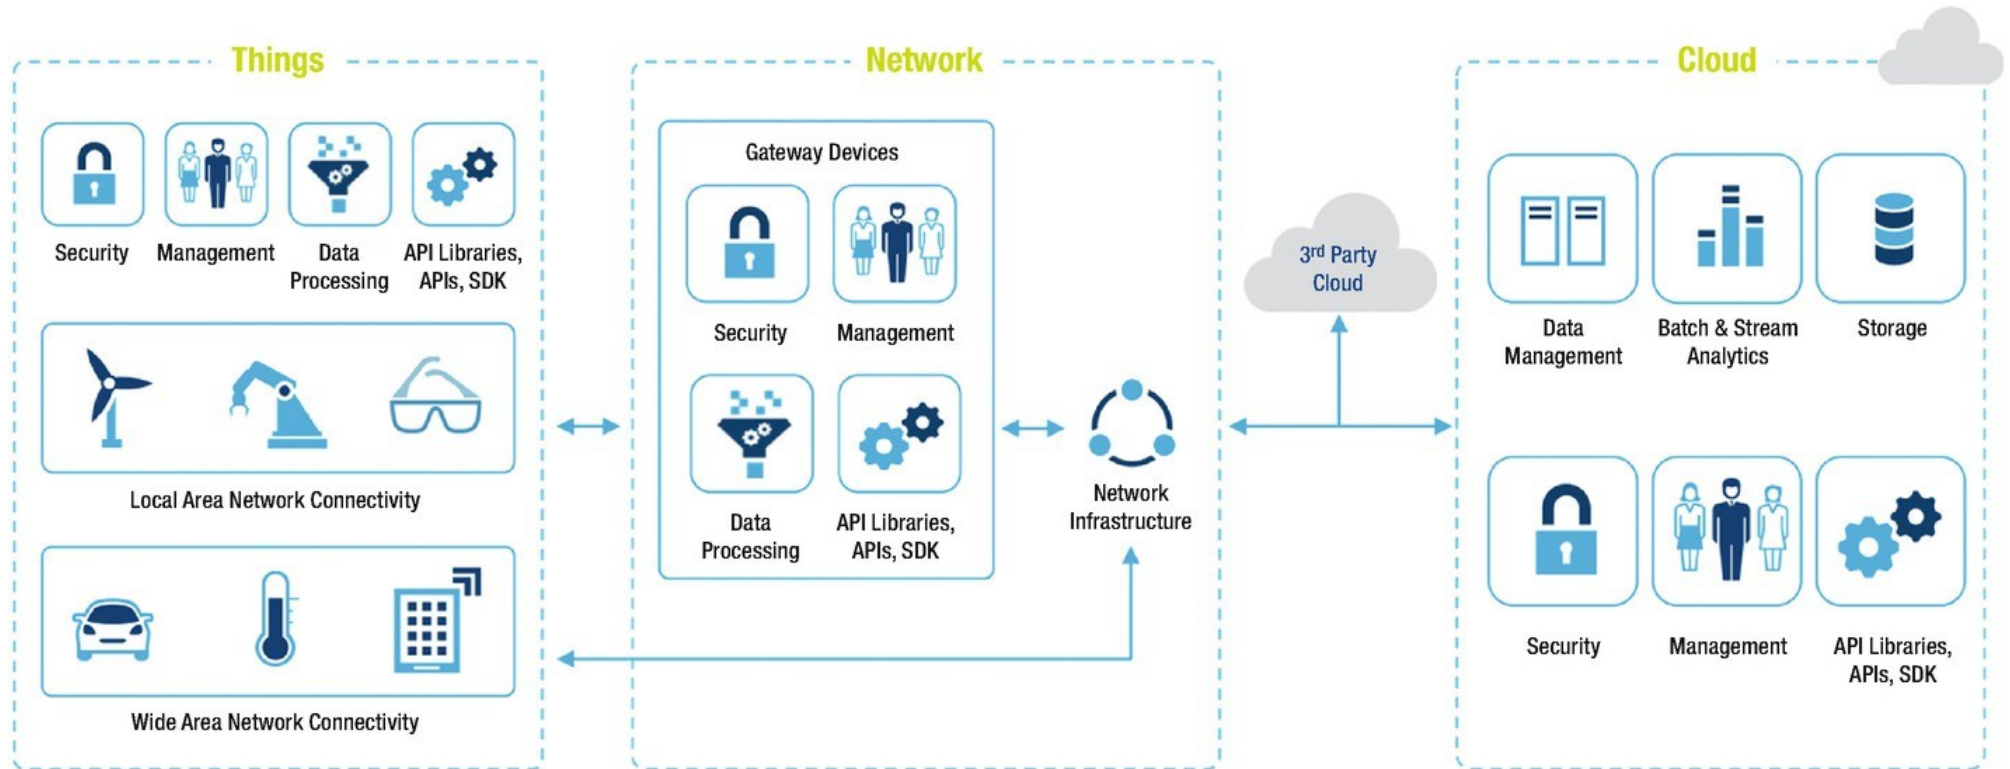 Things
Security
Management
Data
Processing
API Libraries,
APIs, SDK
Local Area Network Connectivity
Wide Area Network Connectivity
Network
Gateway Devices
Security
Management
Data
Processing
API Libraries,
APIs, SDK
Network
Infrastructure
3rd Party
Cloud
Cloud
Data
Management
Batch & Stream
Analytics
Storage
Security
Management
API Libraries,
APIs, SDK